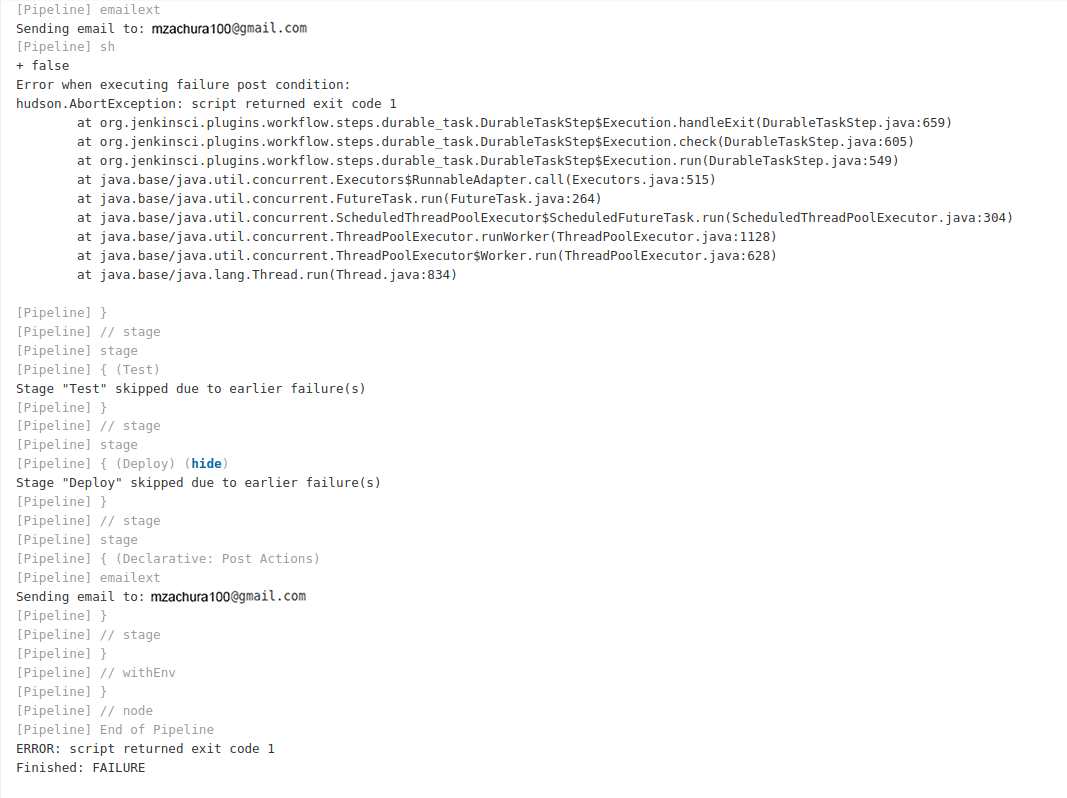 [Pipeline] emailext
Sending email to: mzachura100@gmail.com
[Pipeline] sh
+ false
Error when executing failure post condition:
hudson.AbortException: script returned exit code 1
        at org.jenkinsci.plugins.workflow.steps.durable_task.DurableTaskStep$Execution.handleExit(DurableTaskStep.java:659)
        at org.jenkinsci.plugins.workflow.steps.durable_task.DurableTaskStep$Execution.check(DurableTaskStep.java:605)
        at org.jenkinsci.plugins.workflow.steps.durable_task.DurableTaskStep$Execution.run(DurableTaskStep.java:549)
        at java.base/java.util.concurrent.Executors$RunnableAdapter.call(Executors.java:515)
        at java.base/java.util.concurrent.FutureTask.run(FutureTask.java:264)
        at java.base/java.util.concurrent.ScheduledThreadPoolExecutor$ScheduledFutureTask.run(ScheduledThreadPoolExecutor.java:304)
        at java.base/java.util.concurrent.ThreadPoolExecutor.runWorker(ThreadPoolExecutor.java:1128)
        at java.base/java.util.concurrent.ThreadPoolExecutor$Worker.run(ThreadPoolExecutor.java:628)
        at java.base/java.lang.Thread.run(Thread.java:834)

[Pipeline] }
[Pipeline] // stage
[Pipeline] stage
[Pipeline] { (Test)
Stage "Test" skipped due to earlier failure(s)
[Pipeline] }
[Pipeline] // stage
[Pipeline] stage
[Pipeline] { (Deploy) (hide)
Stage "Deploy" skipped due to earlier failure(s)
[Pipeline] }
[Pipeline] // stage
[Pipeline] stage
[Pipeline] { (Declarative: Post Actions)
[Pipeline] emailext
Sending email to: mzachura100@gmail.com
[Pipeline] }
[Pipeline] // stage
[Pipeline] }
[Pipeline] // withEnv
[Pipeline] }
[Pipeline] // node
[Pipeline] End of Pipeline
ERROR: script returned exit code 1
Finished: FAILURE